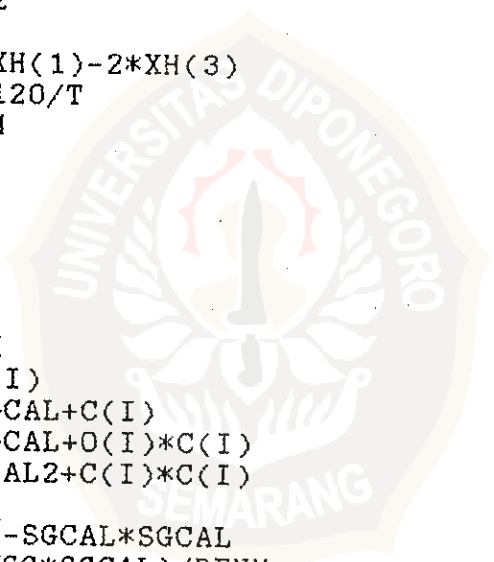 XH(1)-2*XH(3)
120/T
I)
CAL+C(I)
CAL+O(I)*C(I)
AL2+C(I)*C(I)
-SGCAL*SGCAL
UNIVERSITAS DIPONEGORO
SEMARANG